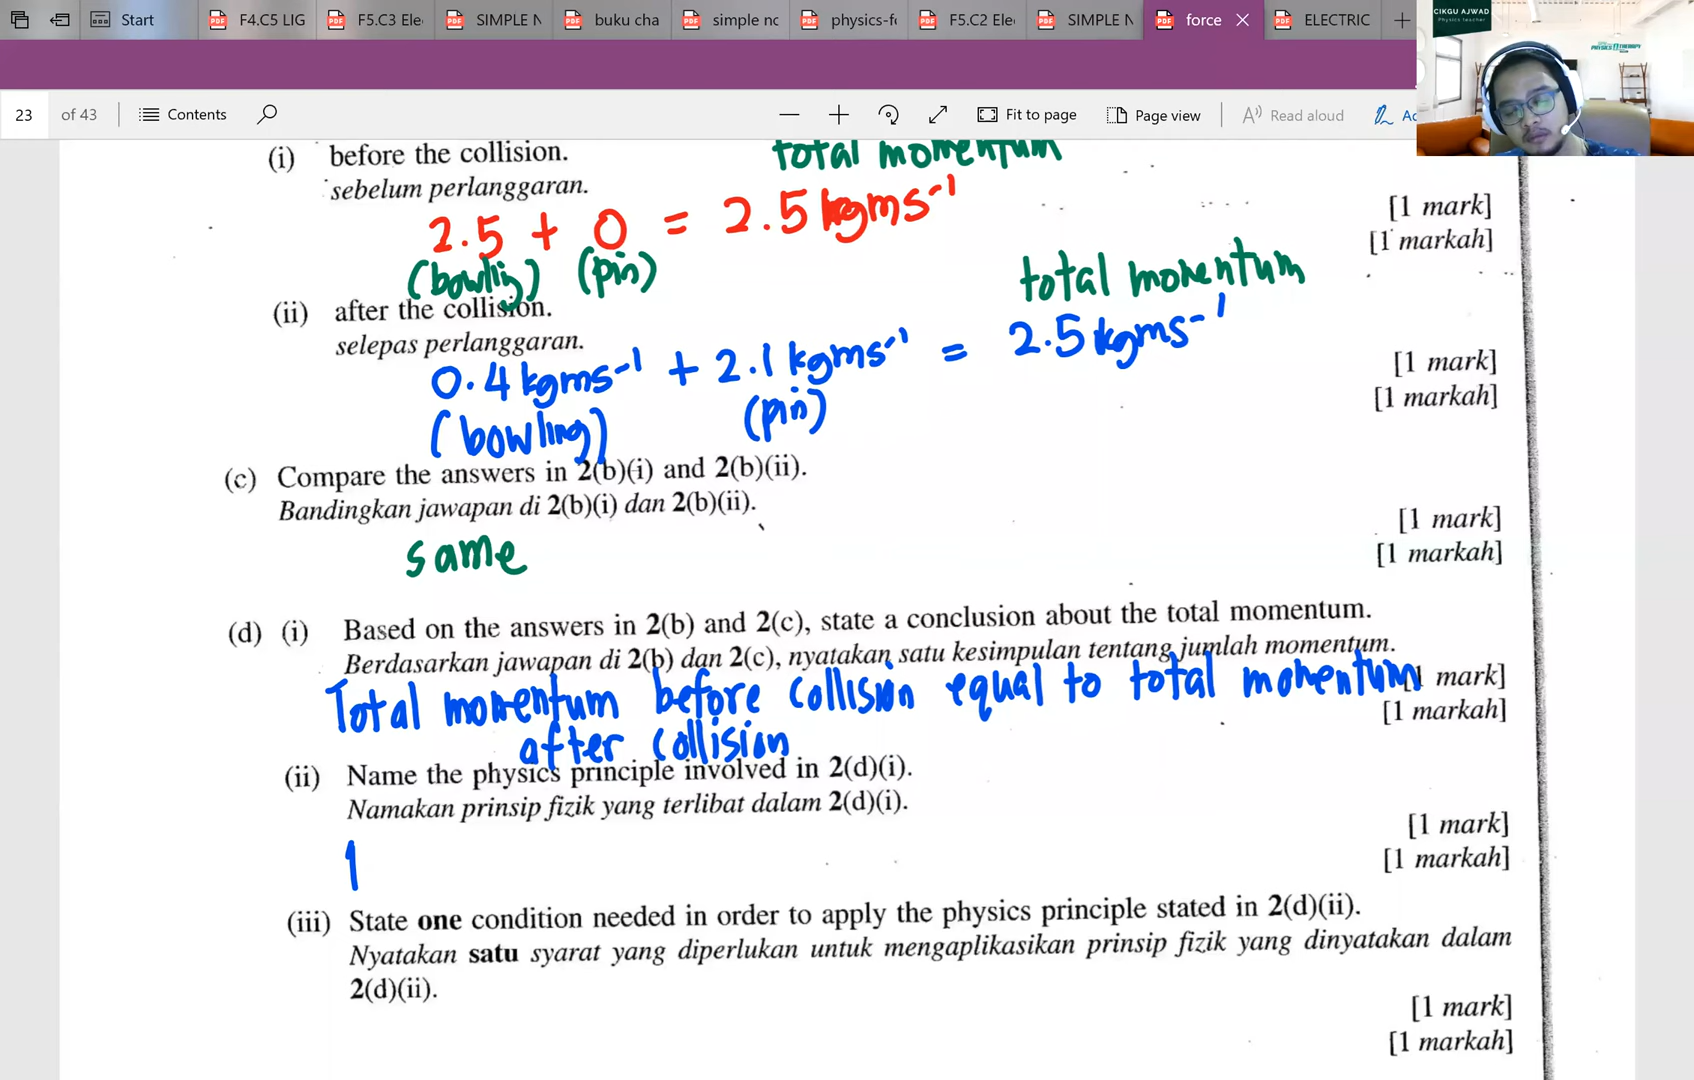 Start
F4.C5 LIG
F5.C3 Ele
SIMPLE N
buku cha
simple no
physics-fo
F5.C2 Ele
SIMPLE N
force
ELECTRIC
CIKGU AJWAD
Physics teacher
23 of 43
Contents
Fit to page
Page view
Read aloud
(i) before the collision.
total momentum
sebelum perlanggaran.
2.5 + 0 = 2.5 kgms⁻¹
[1 mark]
[1 markah]
(bowling) (pin)
total momentum
(ii) after the collision.
selepas perlanggaran.
0.4 kgms⁻¹ + 2.1 kgms⁻¹ = 2.5 kgms⁻¹
[1 mark]
[1 markah]
(bowling) (pin)
(c) Compare the answers in 2(b)(i) and 2(b)(ii).
Bandingkan jawapan di 2(b)(i) dan 2(b)(ii).
[1 mark]
[1 markah]
same
(d) (i) Based on the answers in 2(b) and 2(c), state a conclusion about the total momentum.
Berdasarkan jawapan di 2(b) dan 2(c), nyatakan satu kesimpulan tentang jumlah momentum.
Total momentum before collision equal to total momentum
mark]
[1 markah]
after collision
(ii) Name the physics principle involved in 2(d)(i).
Namakan prinsip fizik yang terlibat dalam 2(d)(i).
[1 mark]
[1 markah]
(iii) State one condition needed in order to apply the physics principle stated in 2(d)(ii).
Nyatakan satu syarat yang diperlukan untuk mengaplikasikan prinsip fizik yang dinyatakan dalam
2(d)(ii).
[1 mark]
[1 markah]